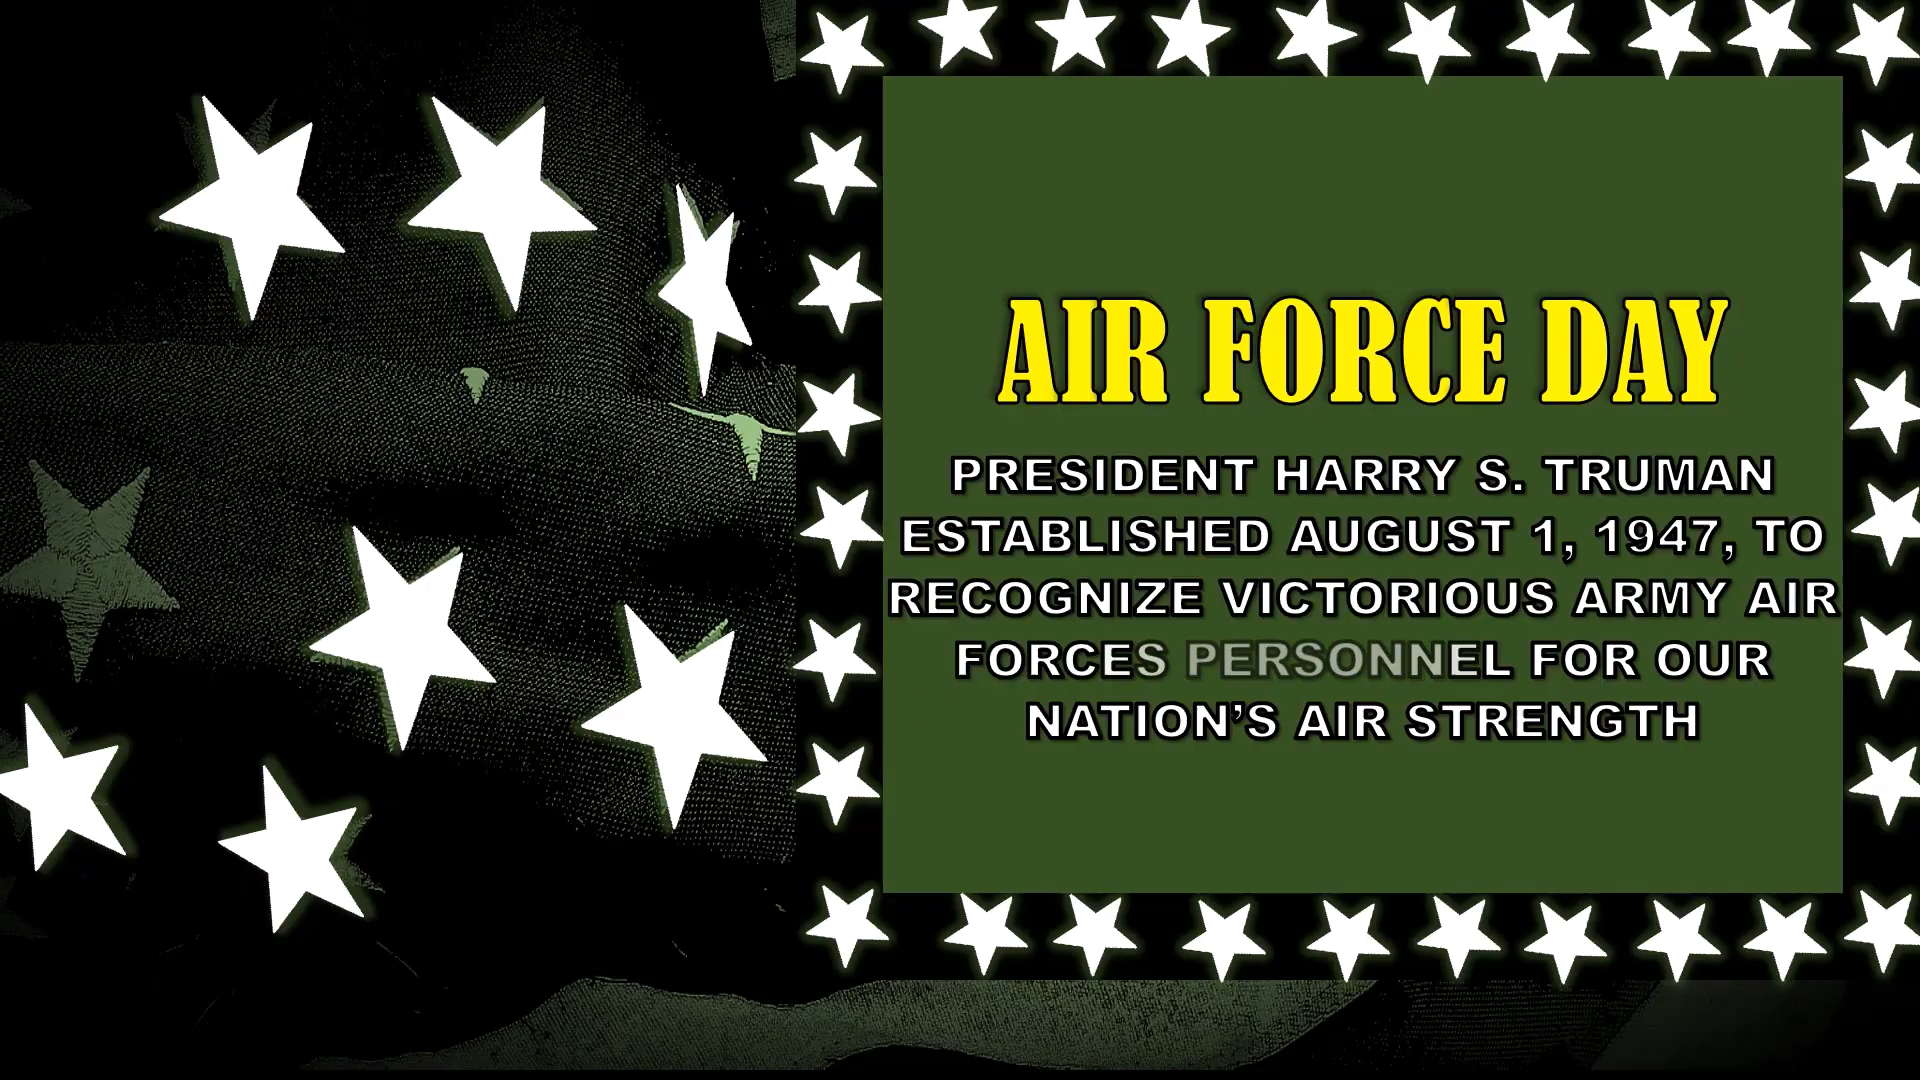 AIR FORCE DAY
PRESIDENT HARRY S. TRUMAN
ESTABLISHED AUGUST 1, 1947, TO
RECOGNIZE VICTORIOUS ARMY AIR
FORCES PERSONNEL FOR OUR
NATION’S AIR STRENGTH